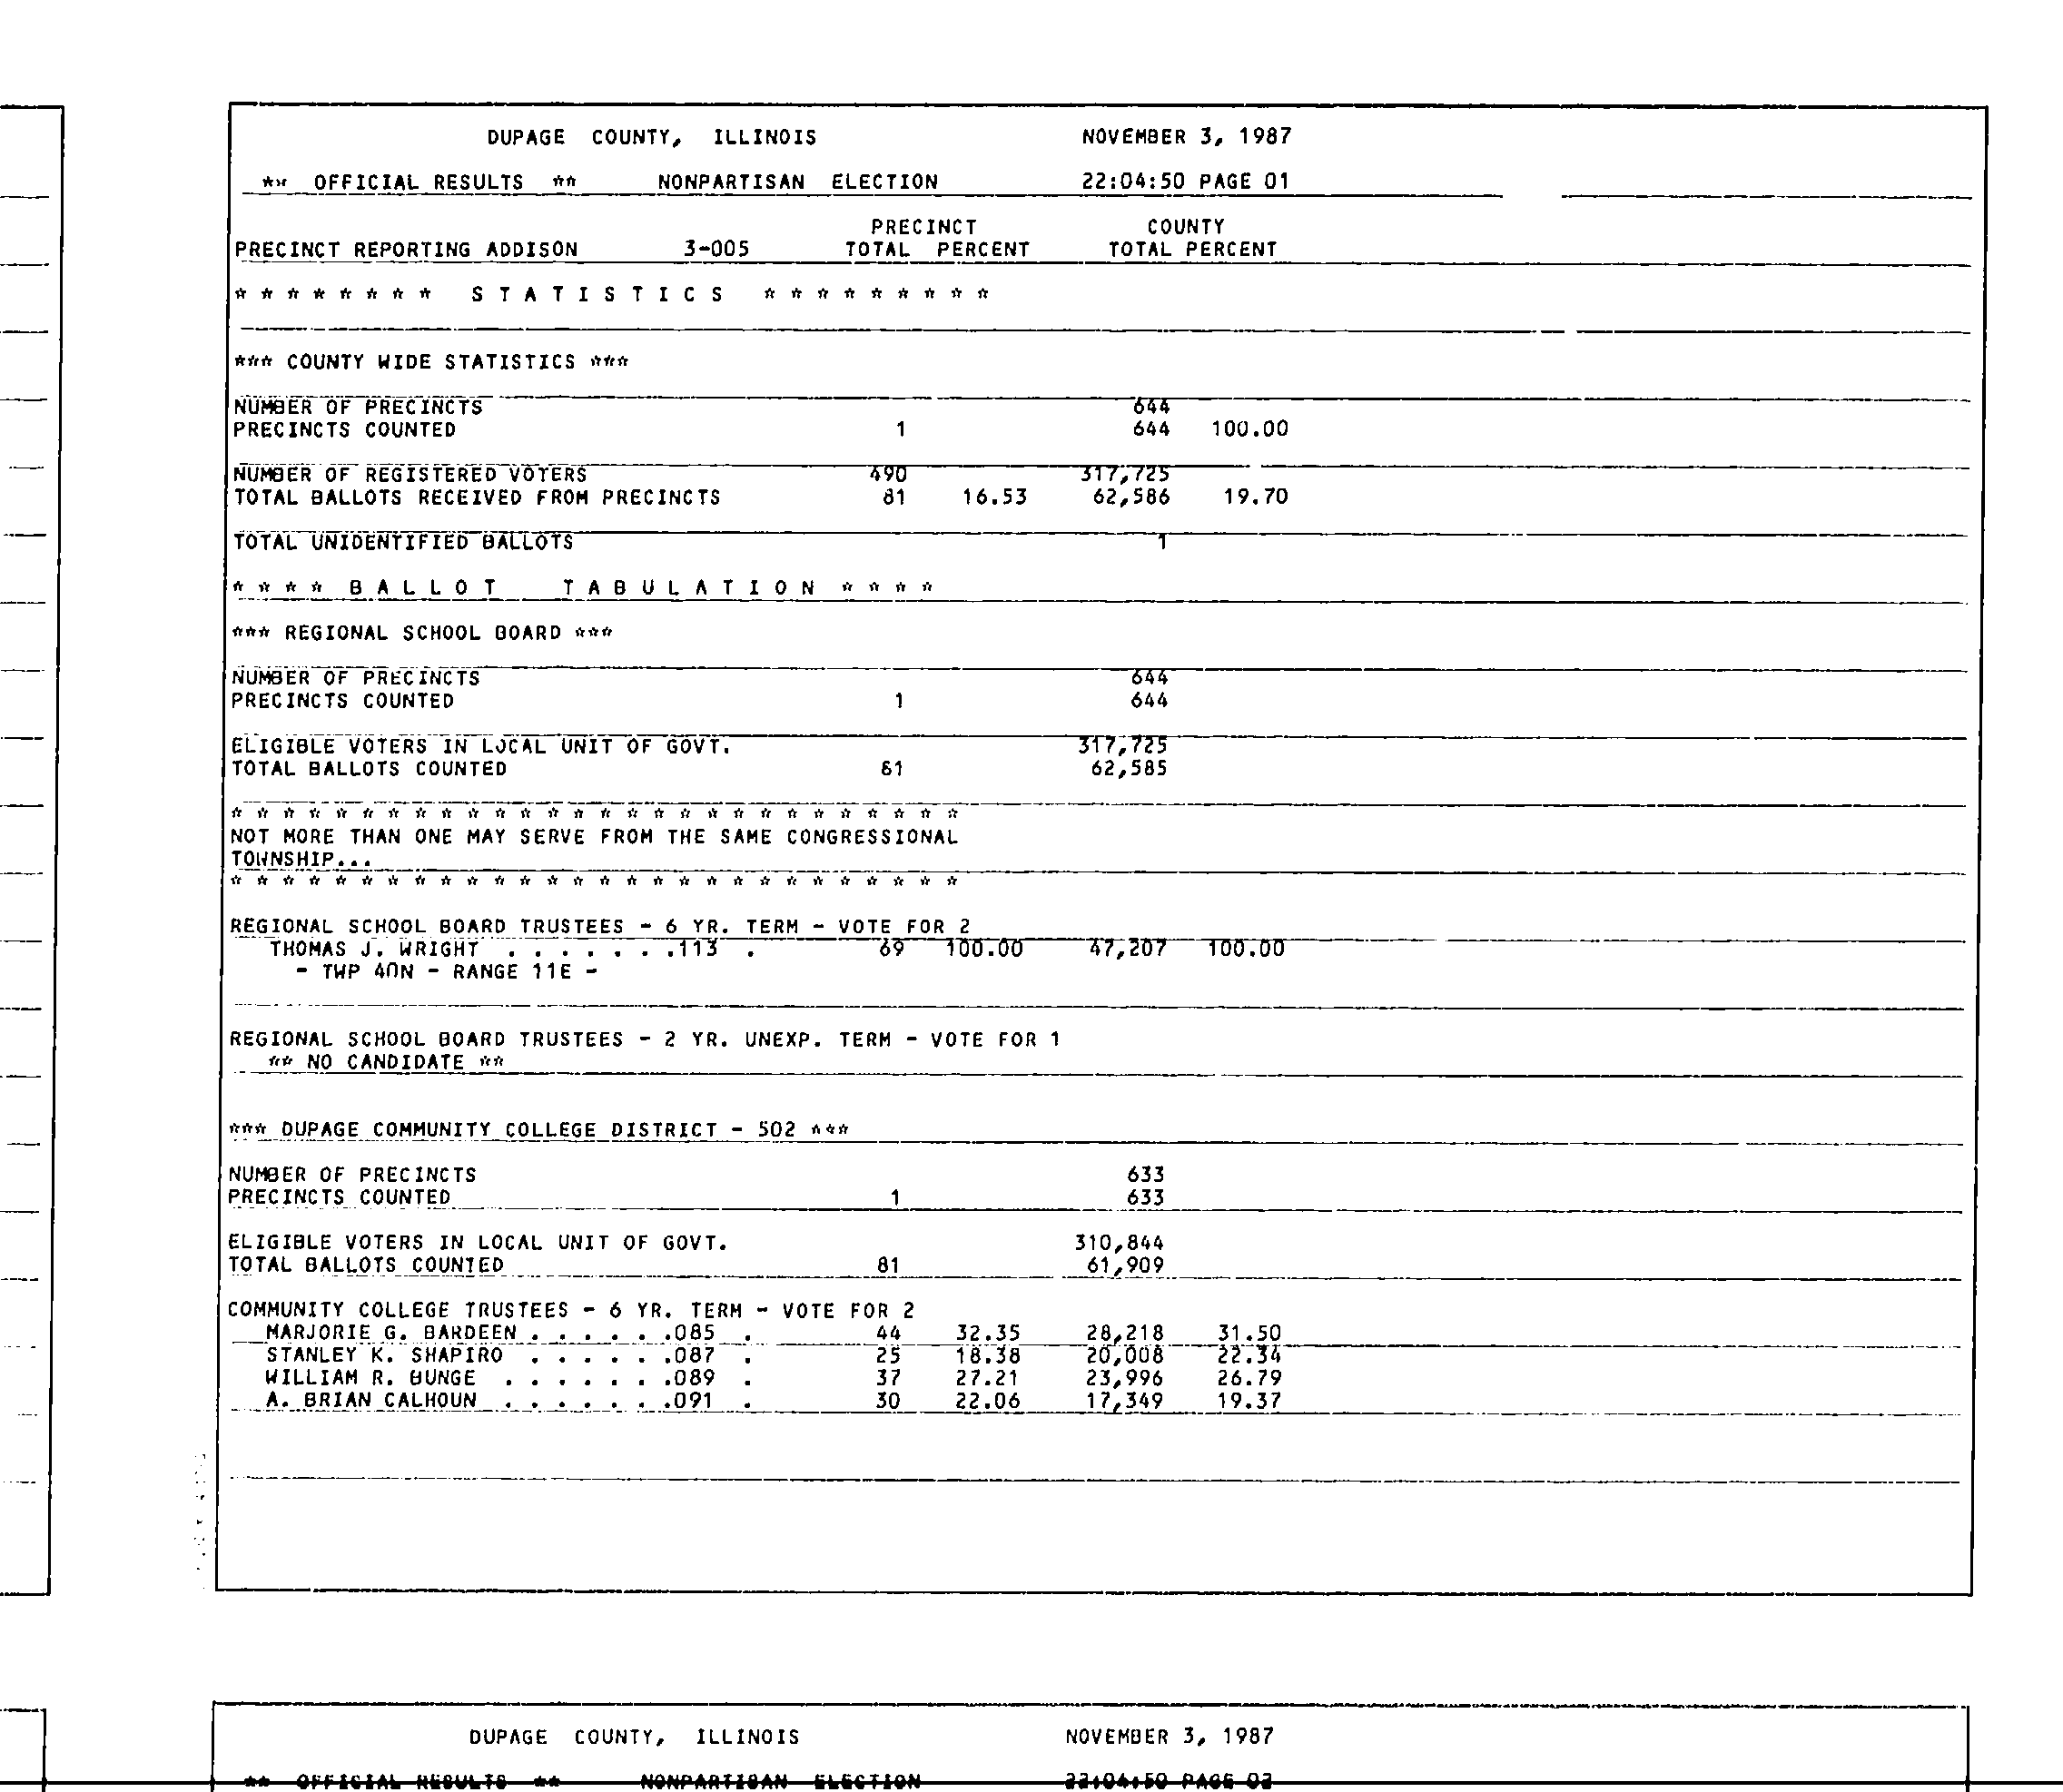 DUPAGE COUNTY, ILLINOIS NOVEMBER 3, 1987
** OFFICIAL RESULTS ** NONPARTISAN ELECTION 22:04:50 PAGE 01
PRECINCT COUNTY
PRECINCT REPORTING ADDISON 3-005 TOTAL PERCENT TOTAL PERCENT
* * * * * * * * S T A T I S T I C S * * * * * * * * *
*** COUNTY WIDE STATISTICS ***
NUMBER OF PRECINCTS 644
PRECINCTS COUNTED 1 644 100.00
NUMBER OF REGISTERED VOTERS 490 317,725
TOTAL BALLOTS RECEIVED FROM PRECINCTS 81 16.53 62,586 19.70
TOTAL UNIDENTIFIED BALLOTS 1
* * * * B A L L O T T A B U L A T I O N * * * *
*** REGIONAL SCHOOL BOARD ***
NUMBER OF PRECINCTS 644
PRECINCTS COUNTED 1 644
ELIGIBLE VOTERS IN LOCAL UNIT OF GOVT. 317,725
TOTAL BALLOTS COUNTED 81 62,585
* * * * * * * * * * * * * * * * * * * * * * * * * * * *
NOT MORE THAN ONE MAY SERVE FROM THE SAME CONGRESSIONAL
TOWNSHIP...
* * * * * * * * * * * * * * * * * * * * * * * * * * * *
REGIONAL SCHOOL BOARD TRUSTEES - 6 YR. TERM - VOTE FOR 2
THOMAS J. WRIGHT . . . . . . .113 . 69 100.00 47,207 100.00
- TWP 40N - RANGE 11E -
REGIONAL SCHOOL BOARD TRUSTEES - 2 YR. UNEXP. TERM - VOTE FOR 1
** NO CANDIDATE **
*** DUPAGE COMMUNITY COLLEGE DISTRICT - 502 ***
NUMBER OF PRECINCTS 633
PRECINCTS COUNTED 1 633
ELIGIBLE VOTERS IN LOCAL UNIT OF GOVT. 310,844
TOTAL BALLOTS COUNTED 81 61,909
COMMUNITY COLLEGE TRUSTEES - 6 YR. TERM - VOTE FOR 2
MARJORIE G. BARDEEN . . . . . .085 . 44 32.35 28,218 31.50
STANLEY K. SHAPIRO . . . . . .087 . 25 18.38 20,008 22.34
WILLIAM R. BUNGE . . . . . . .089 . 37 27.21 23,996 26.79
A. BRIAN CALHOUN . . . . . . .091 . 30 22.06 17,349 19.37
DUPAGE COUNTY, ILLINOIS NOVEMBER 3, 1987
** OFFICIAL RESULTS ** NONPARTISAN ELECTION 22:04:50 PAGE 02